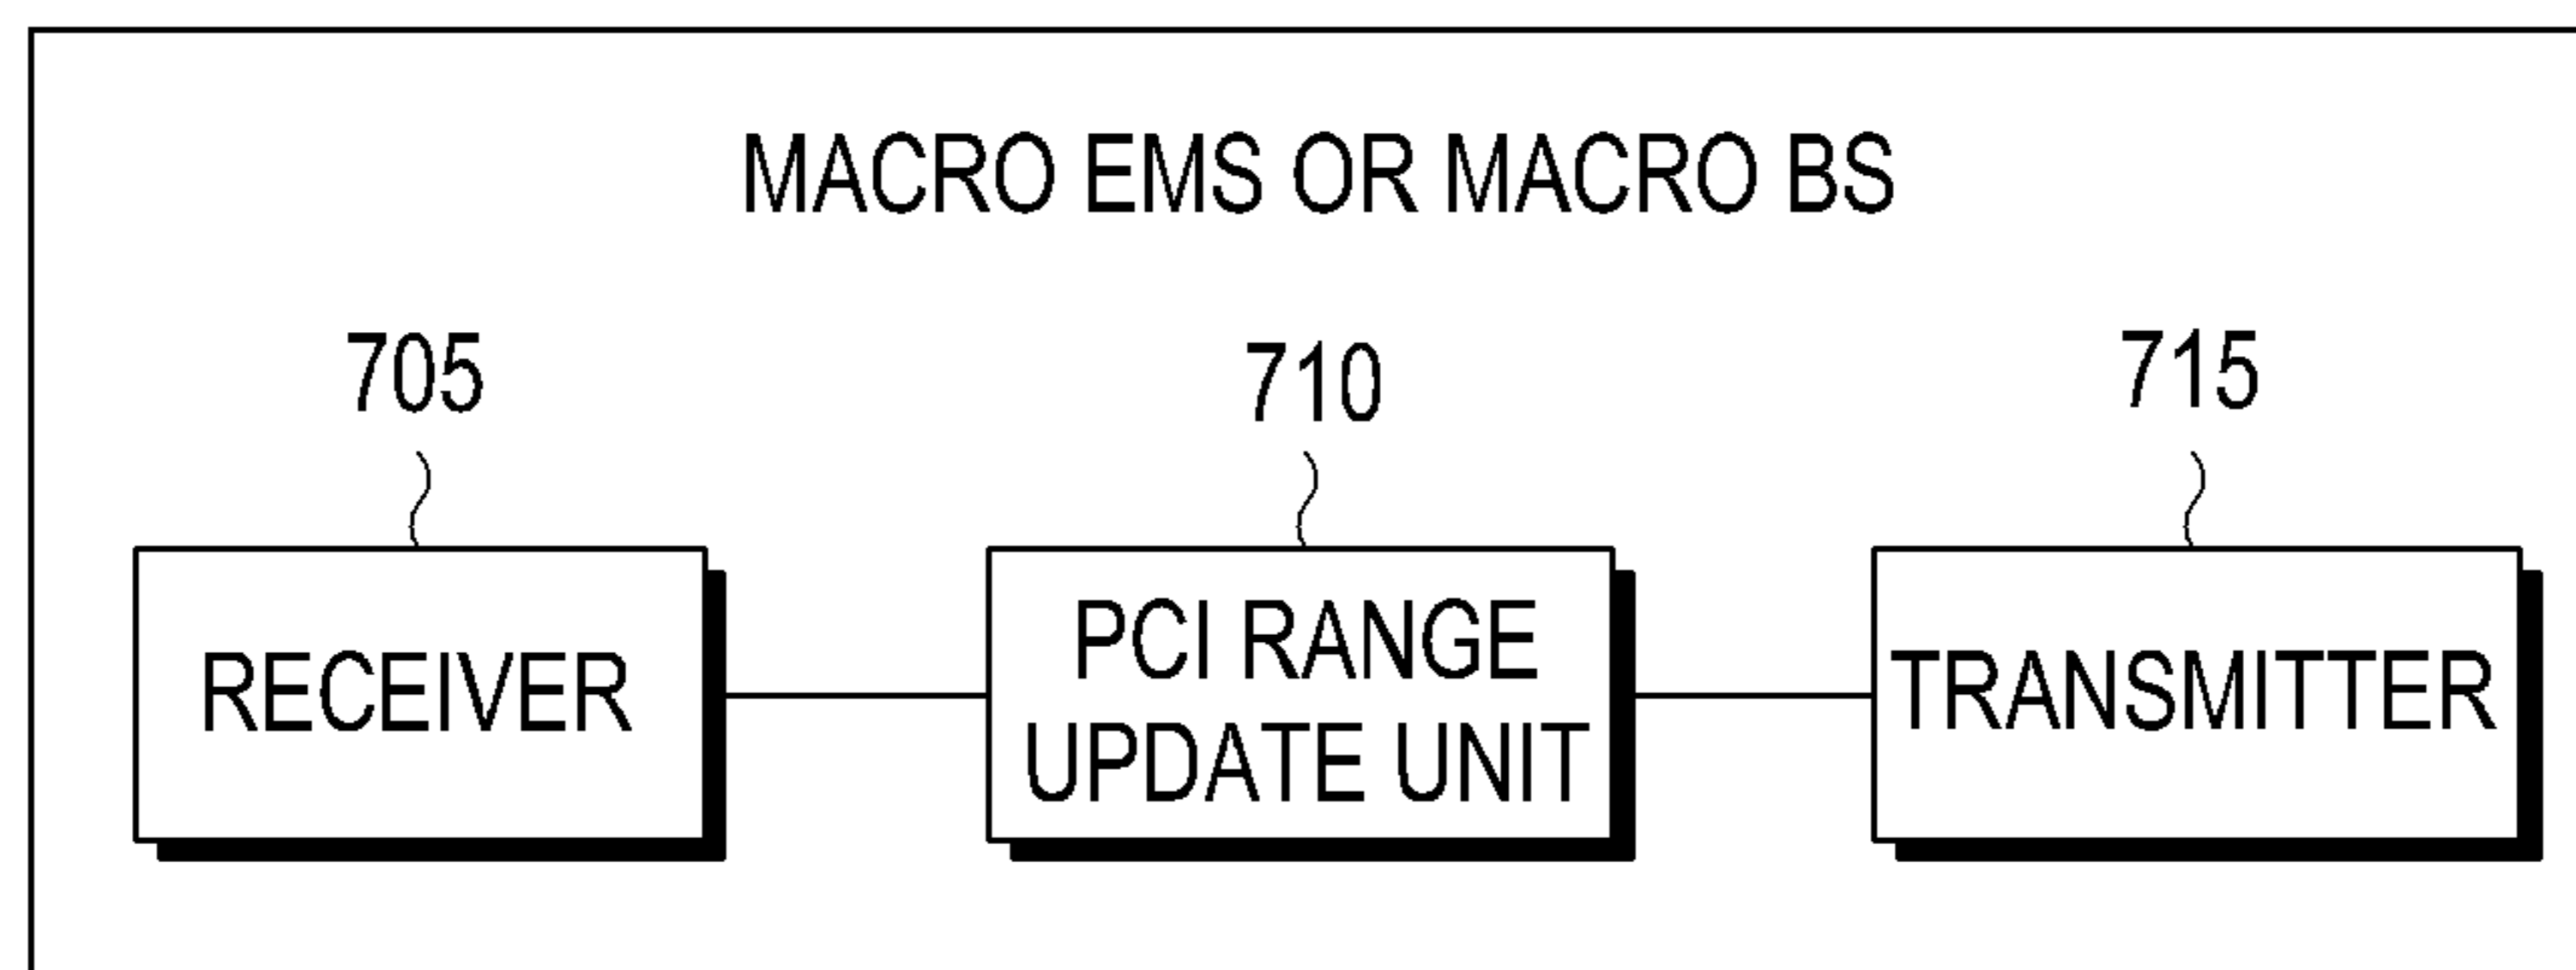 MACRO EMS OR MACRO BS
705
710
715
RECEIVER
PCI RANGE
UPDATE UNIT
TRANSMITTER